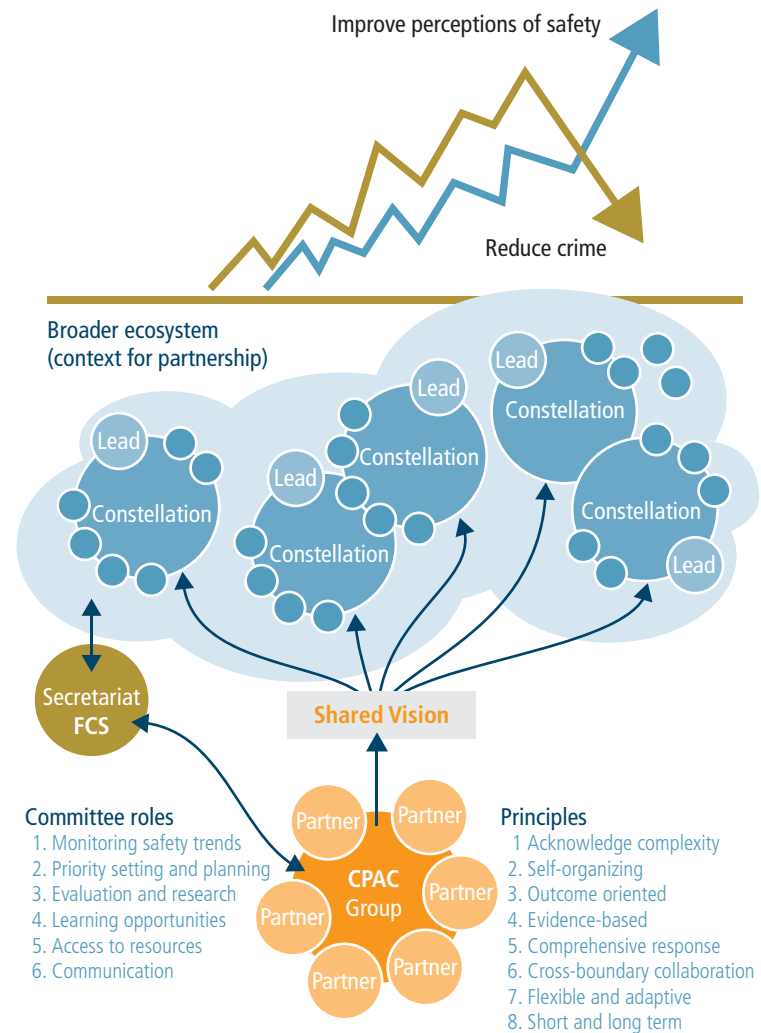 Improve perceptions of safety
Reduce crime
Broader ecosystem
(context for partnership)
Lead
Constellation
Lead
Constellation
Lead
Constellation
Lead
Constellation
Constellation
Lead
Secretariat
FCS
Shared Vision
Committee roles
1. Monitoring safety trends
2. Priority setting and planning
3. Evaluation and research
4. Learning opportunities
5. Access to resources
6. Communication
Partner
Partner
Partner
Partner
Partner
Partner
CPAC
Group
Principles
1 Acknowledge complexity
2. Self-organizing
3. Outcome oriented
4. Evidence-based
5. Comprehensive response
6. Cross-boundary collaboration
7. Flexible and adaptive
8. Short and long term